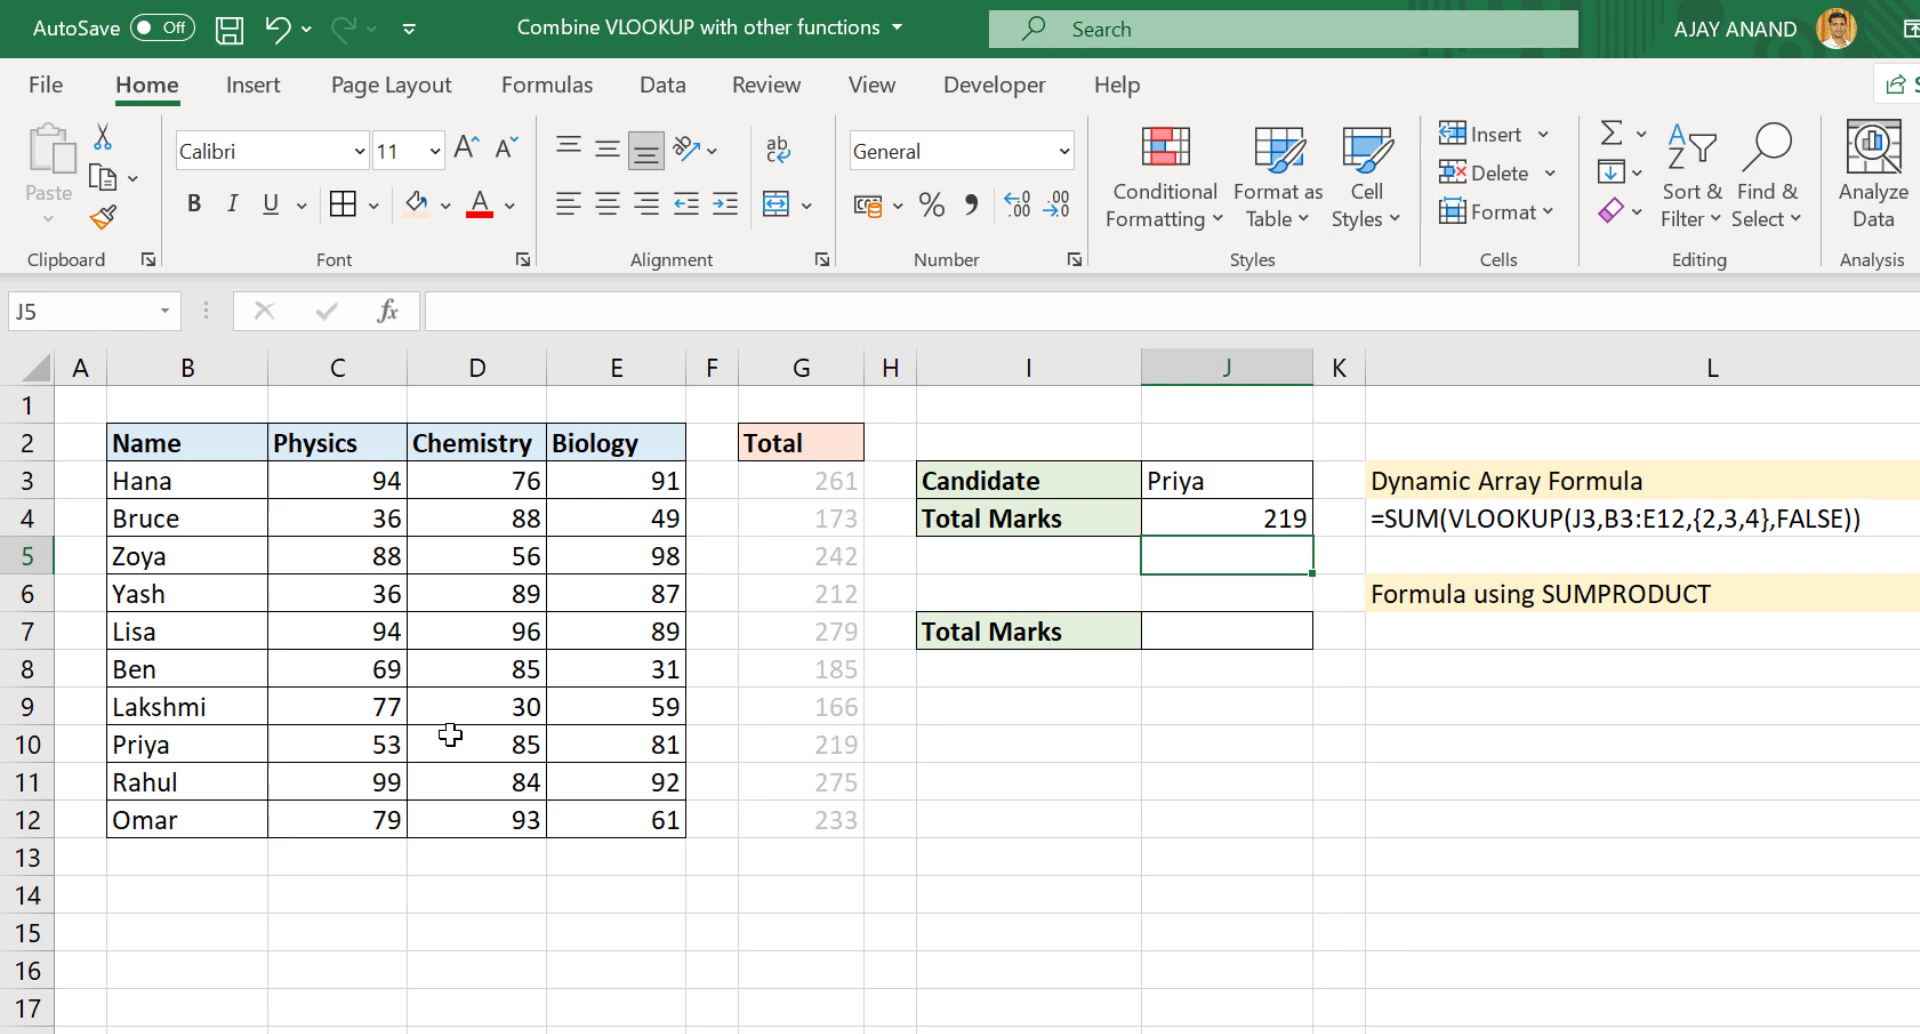 AutoSave Off Combine VLOOKUP with other functions Search AJAY ANAND
File Home Insert Page Layout Formulas Data Review View Developer Help
Paste
Clipboard
Calibri 11 A A
B I U A
Font
ab
Alignment
General
% .00 .00
Number
Conditional Formatting
Format as Table
Cell Styles
Styles
Insert
Delete
Format
Cells
Sort & Filter
Find & Select
Editing
Analyze Data
Analysis
J5 fx
A B C D E F G H I J K L
1
2 Name Physics Chemistry Biology Total
3 Hana 94 76 91 261 Candidate Priya Dynamic Array Formula
4 Bruce 36 88 49 173 Total Marks 219 =SUM(VLOOKUP(J3,B3:E12,{2,3,4},FALSE))
5 Zoya 88 56 98 242
6 Yash 36 89 87 212 Formula using SUMPRODUCT
7 Lisa 94 96 89 279 Total Marks
8 Ben 69 85 31 185
9 Lakshmi 77 30 59 166
10 Priya 53 85 81 219
11 Rahul 99 84 92 275
12 Omar 79 93 61 233
13
14
15
16
17